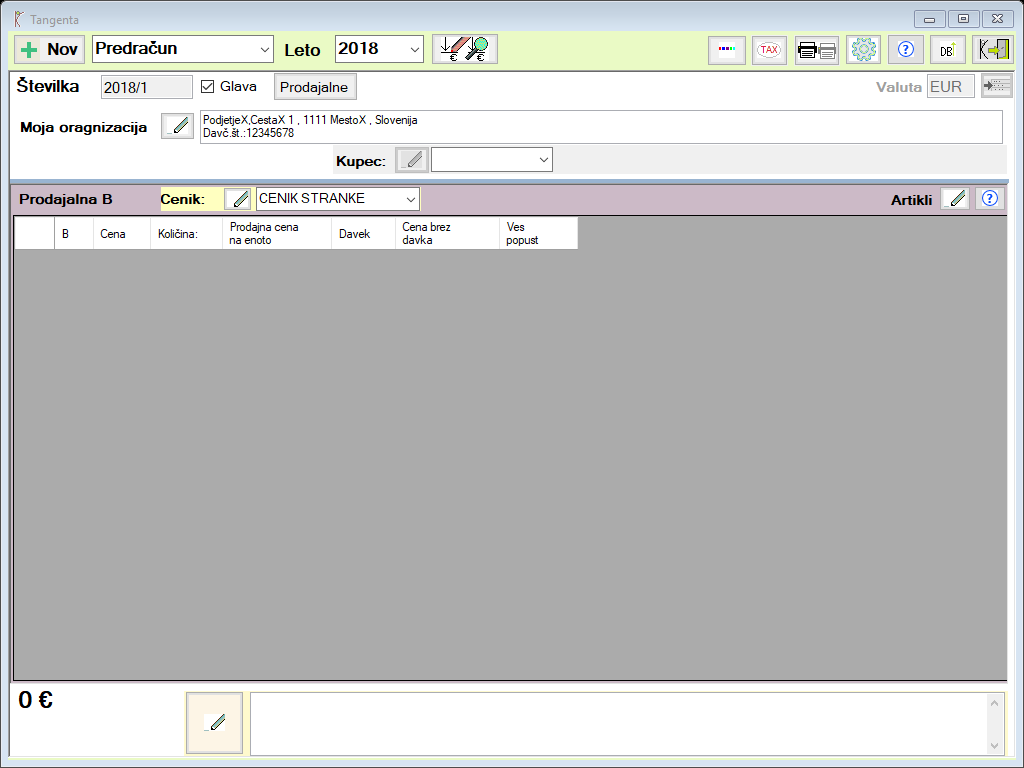 Tangenta
Nov Predračun Leto 2018 € € TAX ? DB
Številka 2018/1 Glava Prodajalne Valuta EUR
Moja oragnizacija PodjetjeX,CestaX 1 , 1111 MestoX , Slovenija
Davč.št.:12345678
Kupec:
Prodajalna B Cenik: CENIK STRANKE Artikli ?
B Cena Količina: Prodajna cena na enoto Davek Cena brez davka Ves popust
0 €